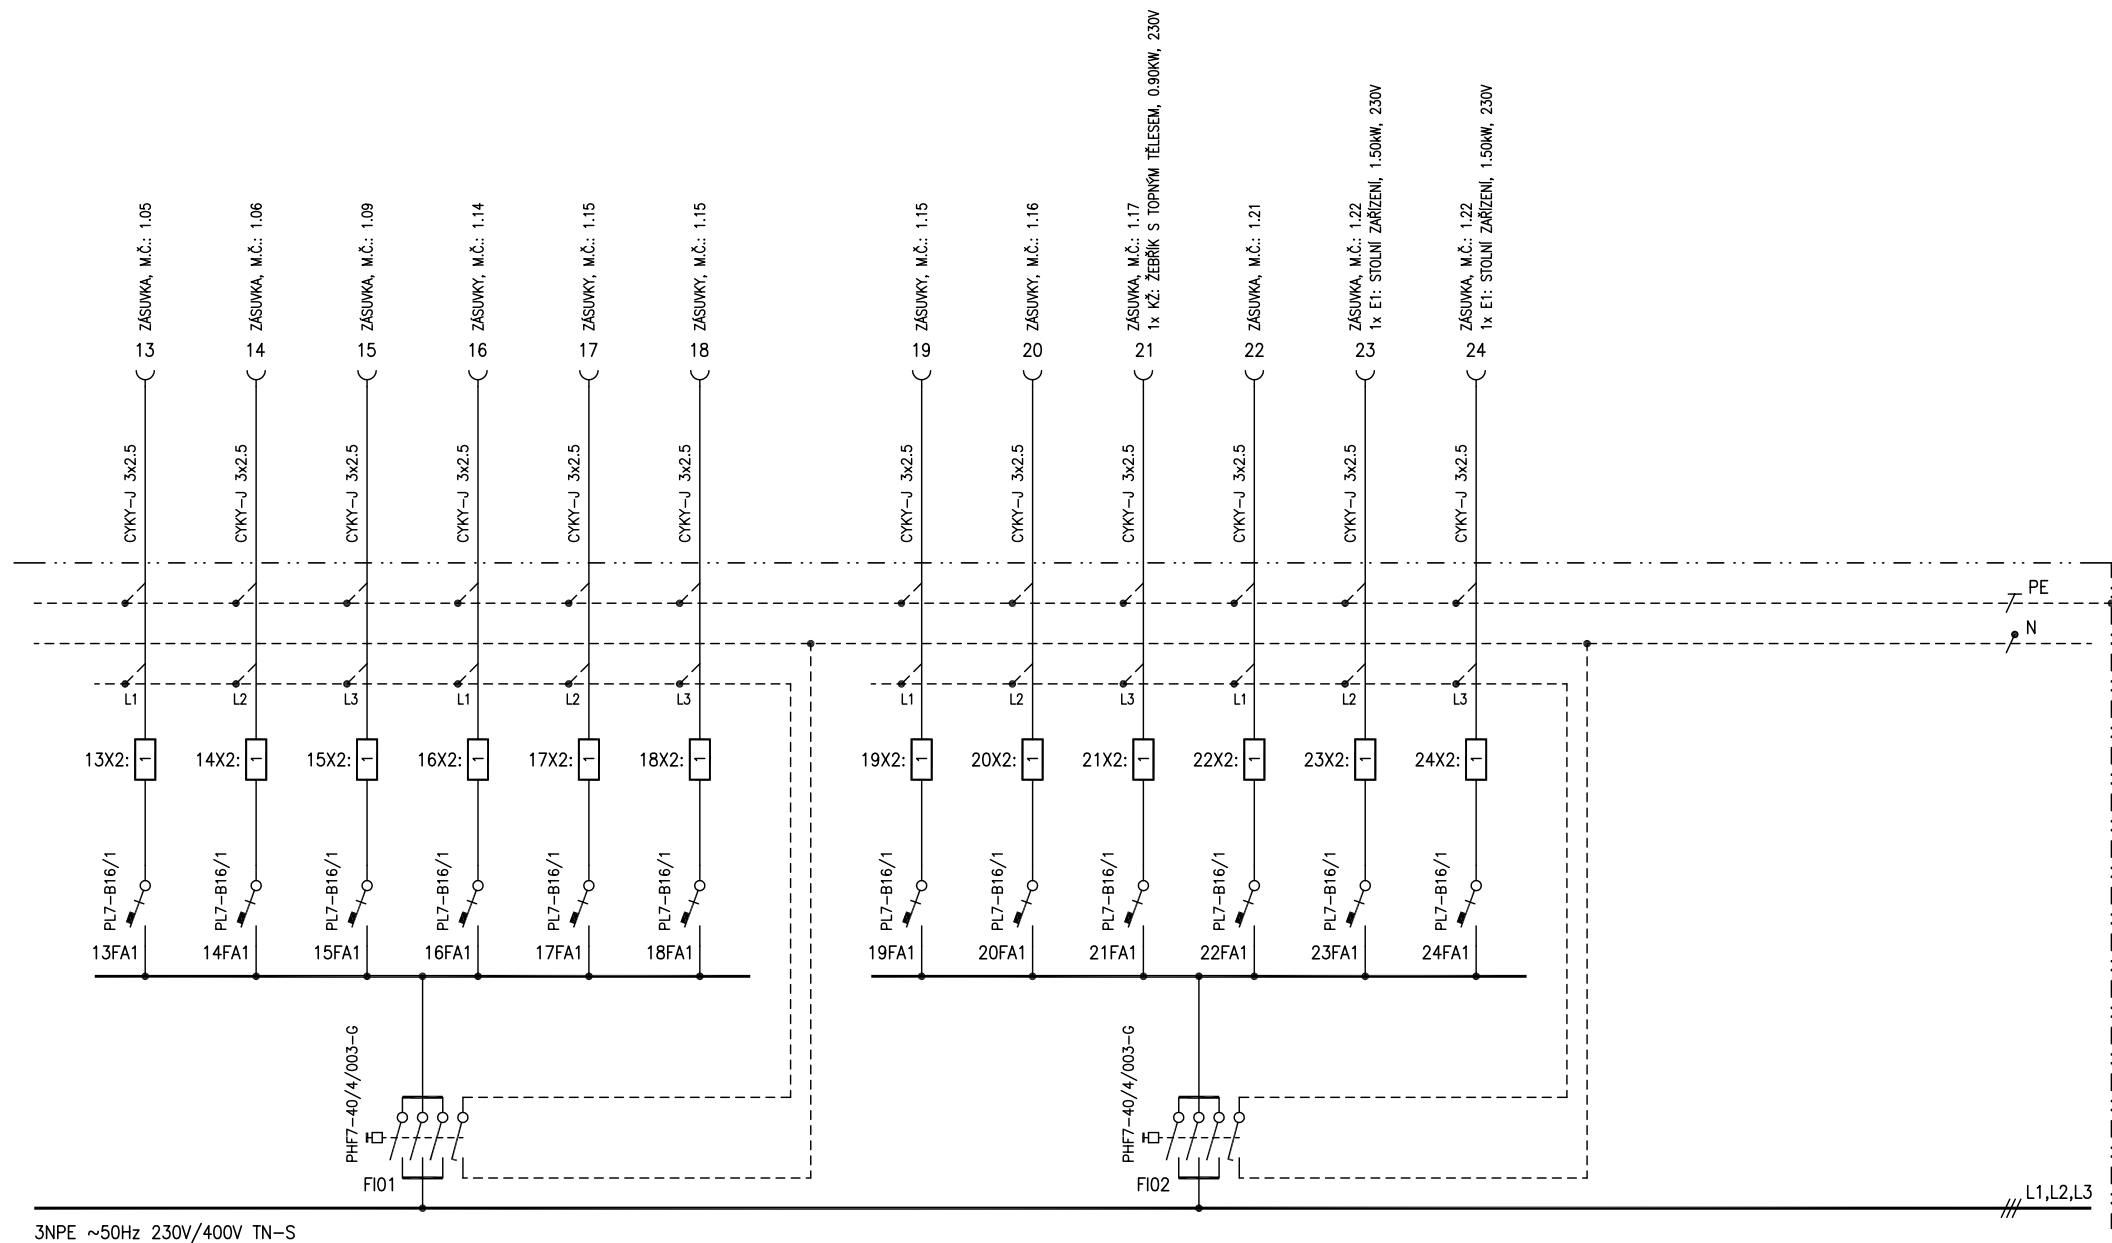 ZÁSUVKA, M.Č.: 1.05
ZÁSUVKA, M.Č.: 1.06
ZÁSUVKA, M.Č.: 1.09
ZÁSUVKY, M.Č.: 1.14
ZÁSUVKY, M.Č.: 1.15
ZÁSUVKY, M.Č.: 1.15
ZÁSUVKY, M.Č.: 1.15
ZÁSUVKY, M.Č.: 1.16
ZÁSUVKA, M.Č.: 1.17
1x KŽ: ŽEBŘÍK S TOPNÝM TĚLESEM, 0.90KW, 230V
ZÁSUVKA, M.Č.: 1.21
ZÁSUVKA, M.Č.: 1.22
1x E1: STOLNÍ ZAŘÍZENÍ, 1.50kW, 230V
ZÁSUVKA, M.Č.: 1.22
1x E1: STOLNÍ ZAŘÍZENÍ, 1.50kW, 230V
13 14 15 16 17 18 19 20 21 22 23 24
CYKY-J 3x2.5
CYKY-J 3x2.5
CYKY-J 3x2.5
CYKY-J 3x2.5
CYKY-J 3x2.5
CYKY-J 3x2.5
CYKY-J 3x2.5
CYKY-J 3x2.5
CYKY-J 3x2.5
CYKY-J 3x2.5
CYKY-J 3x2.5
CYKY-J 3x2.5
PE
N
L1 L2 L3 L1 L2 L3 L1 L2 L3 L1 L2 L3
13X2: 1 14X2: 1 15X2: 1 16X2: 1 17X2: 1 18X2: 1 19X2: 1 20X2: 1 21X2: 1 22X2: 1 23X2: 1 24X2: 1
PL7-B16/1
PL7-B16/1
PL7-B16/1
PL7-B16/1
PL7-B16/1
PL7-B16/1
PL7-B16/1
PL7-B16/1
PL7-B16/1
PL7-B16/1
PL7-B16/1
PL7-B16/1
13FA1 14FA1 15FA1 16FA1 17FA1 18FA1 19FA1 20FA1 21FA1 22FA1 23FA1 24FA1
PHF7-40/4/003-G
PHF7-40/4/003-G
FI01 FI02
L1,L2,L3
3NPE ~50Hz 230V/400V TN-S